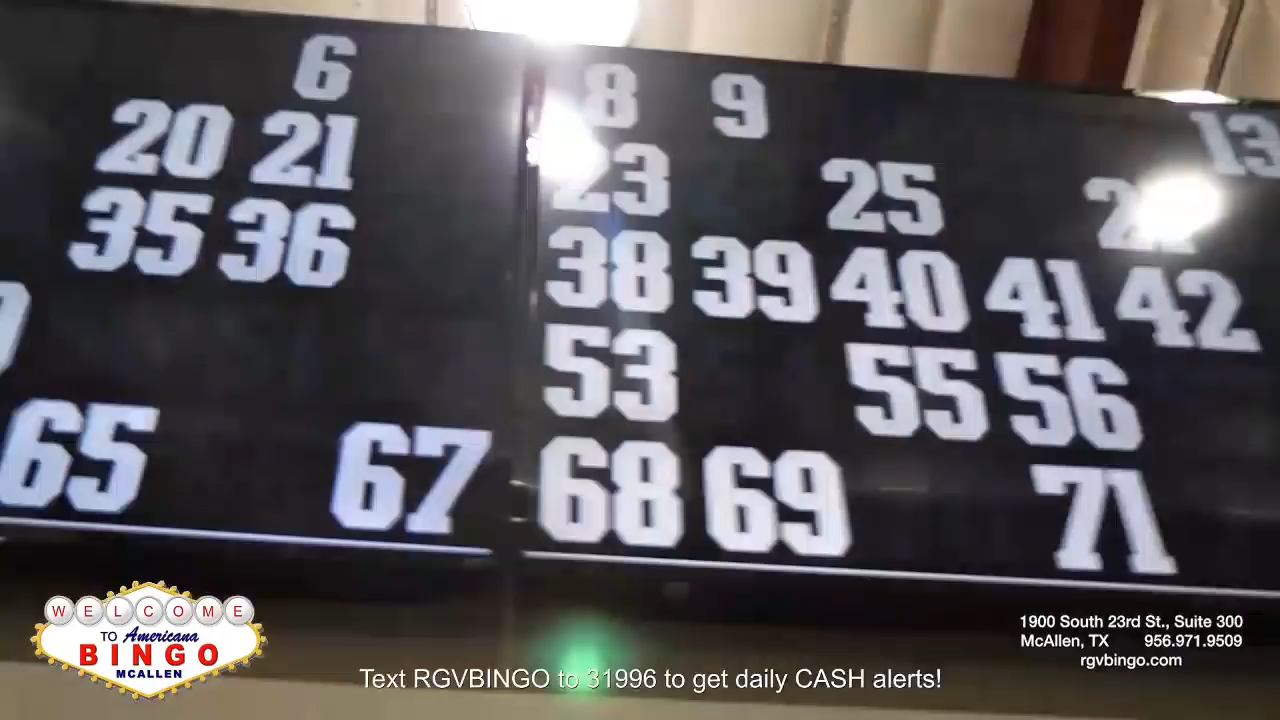 6 8 9 13
20 21 23 25
35 36 38 39 40 41 42
53 55 56
65 67 68 69 71
WELCOME
TO Americana
BINGO
MCALLEN
1900 South 23rd St., Suite 300
McAllen, TX 956.971.9509
rgvbingo.com
Text RGVBINGO to 31996 to get daily CASH alerts!